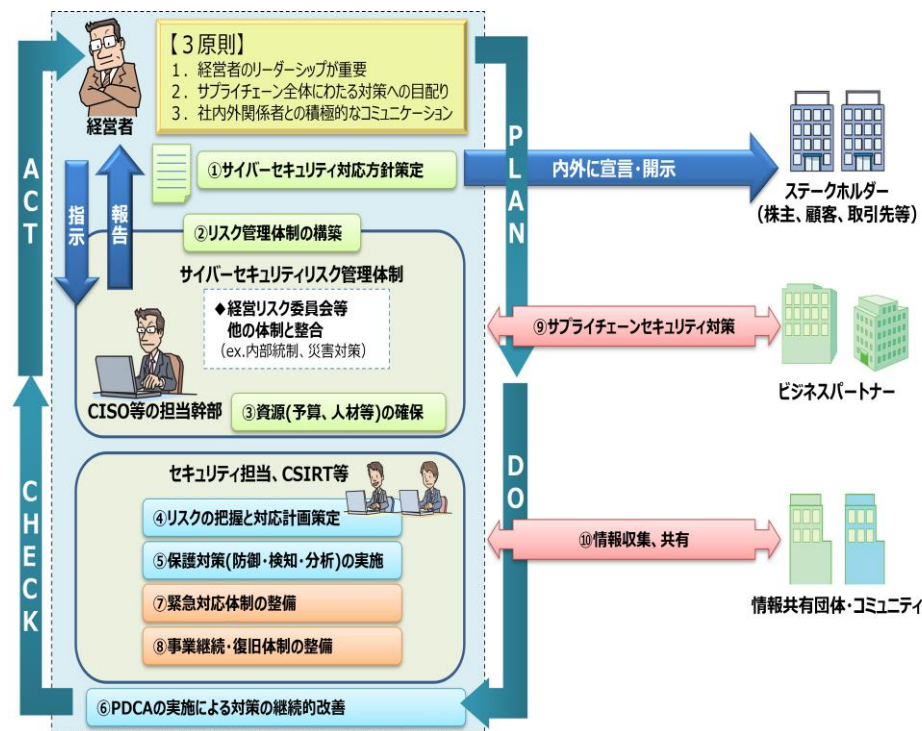 【3原則】
1．経営者のリーダーシップが重要
2．サプライチェーン全体にわたる対策への目配り
3．社内外関係者との積極的なコミュニケーション
経営者
PLAN
ACT
①サイバーセキュリティ対応方針策定
内外に宣言・開示
ステークホルダー
（株主、顧客、取引先等）
指示
報告
②リスク管理体制の構築
サイバーセキュリティリスク管理体制
◆経営リスク委員会等
他の体制と整合
（ex.内部統制、災害対策）
⑨サプライチェーンセキュリティ対策
ビジネスパートナー
CISO等の担当幹部
③資源(予算、人材等)の確保
DO
CHECK
セキュリティ担当、CSIRT等
④リスクの把握と対応計画策定
⑤保護対策(防御・検知・分析)の実施
⑩情報収集、共有
⑦緊急対応体制の整備
⑧事業継続・復旧体制の整備
情報共有団体・コミュニティ
⑥PDCAの実施による対策の継続的改善